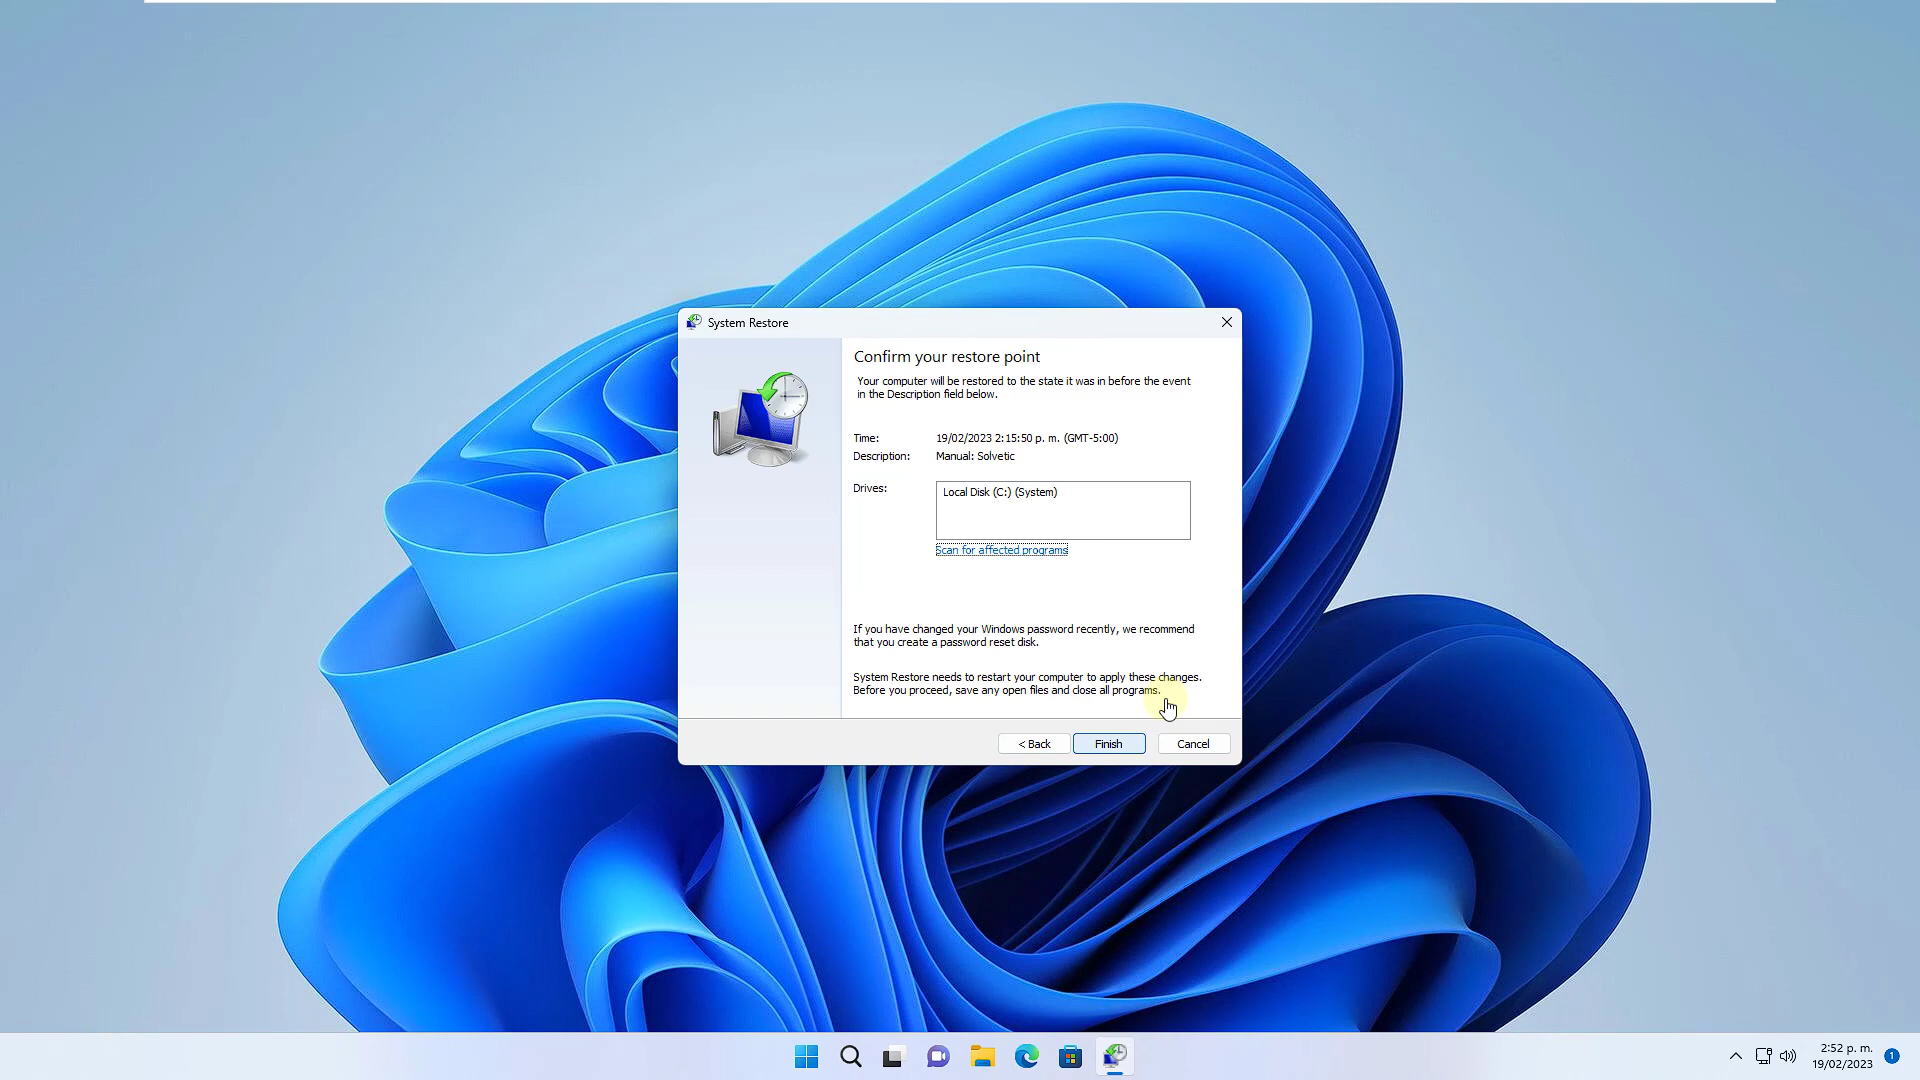 System Restore
Confirm your restore point
Your computer will be restored to the state it was in before the event
in the Description field below.
Time: 19/02/2023 2:15:50 p. m. (GMT-5:00)
Description: Manual: Solvetic
Drives: Local Disk (C:) (System)
Scan for affected programs
If you have changed your Windows password recently, we recommend
that you create a password reset disk.
System Restore needs to restart your computer to apply these changes.
Before you proceed, save any open files and close all programs.
< Back Finish Cancel
2:52 p. m.
19/02/2023
1